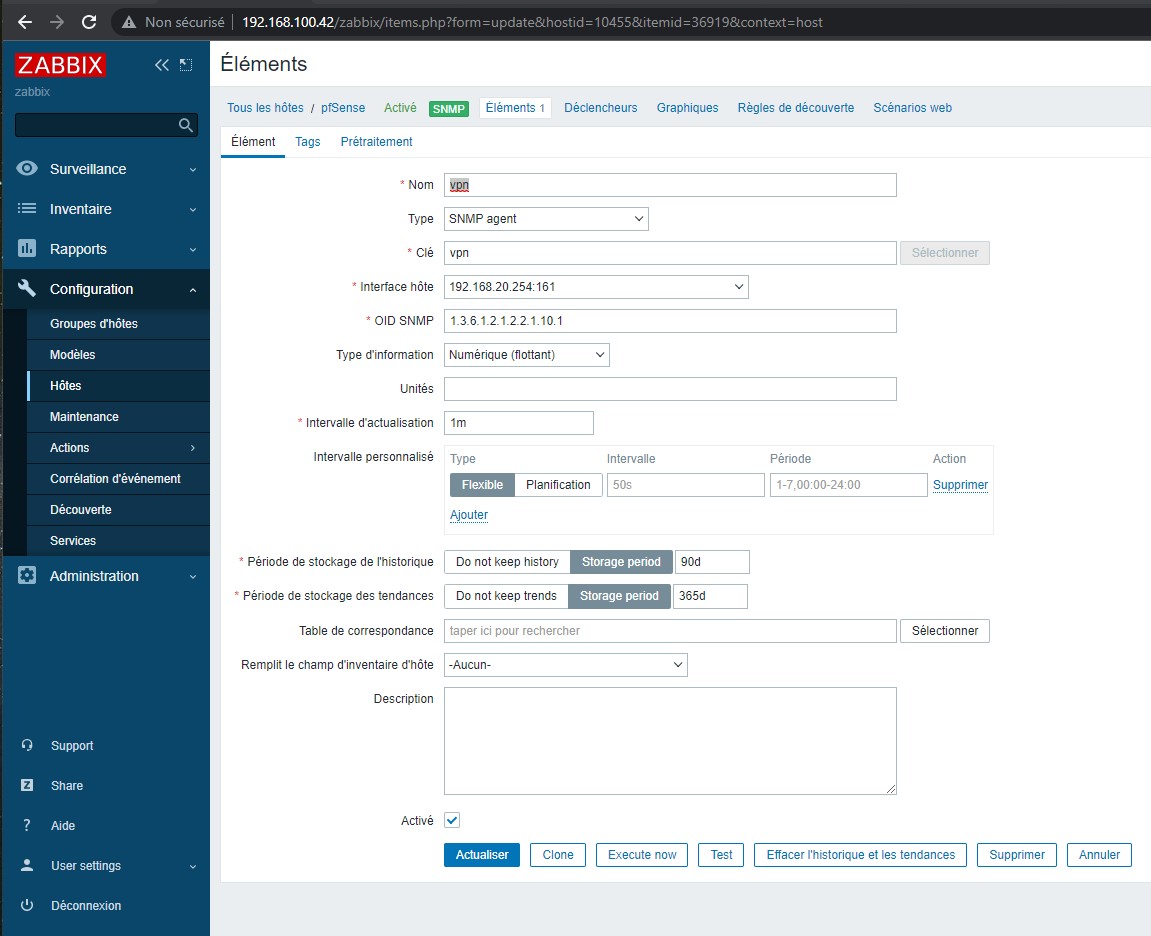 Non sécurisé 192.168.100.42/zabbix/items.php?form=update&hostid=10455&itemid=36919&context=host
ZABBIX
zabbix
Surveillance
Inventaire
Rapports
Configuration
Groupes d'hôtes
Modèles
Hôtes
Maintenance
Actions
Corrélation d'événement
Découverte
Services
Administration
Support
Share
Aide
User settings
Déconnexion
Éléments
Tous les hôtes / pfSense Activé SNMP Éléments 1 Déclencheurs Graphiques Règles de découverte Scénarios web
Élément Tags Prétraitement
* Nom vpn
Type SNMP agent
* Clé vpn Sélectionner
* Interface hôte 192.168.20.254:161
* OID SNMP 1.3.6.1.2.1.2.2.1.10.1
Type d'information Numérique (flottant)
Unités
* Intervalle d'actualisation 1m
Intervalle personnalisé Type Intervalle Période Action
Flexible Planification 50s 1-7,00:00-24:00 Supprimer
Ajouter
* Période de stockage de l'historique Do not keep history Storage period 90d
* Période de stockage des tendances Do not keep trends Storage period 365d
Table de correspondance taper ici pour rechercher Sélectionner
Remplit le champ d'inventaire d'hôte -Aucun-
Description
Activé
Actualiser Clone Execute now Test Effacer l'historique et les tendances Supprimer Annuler